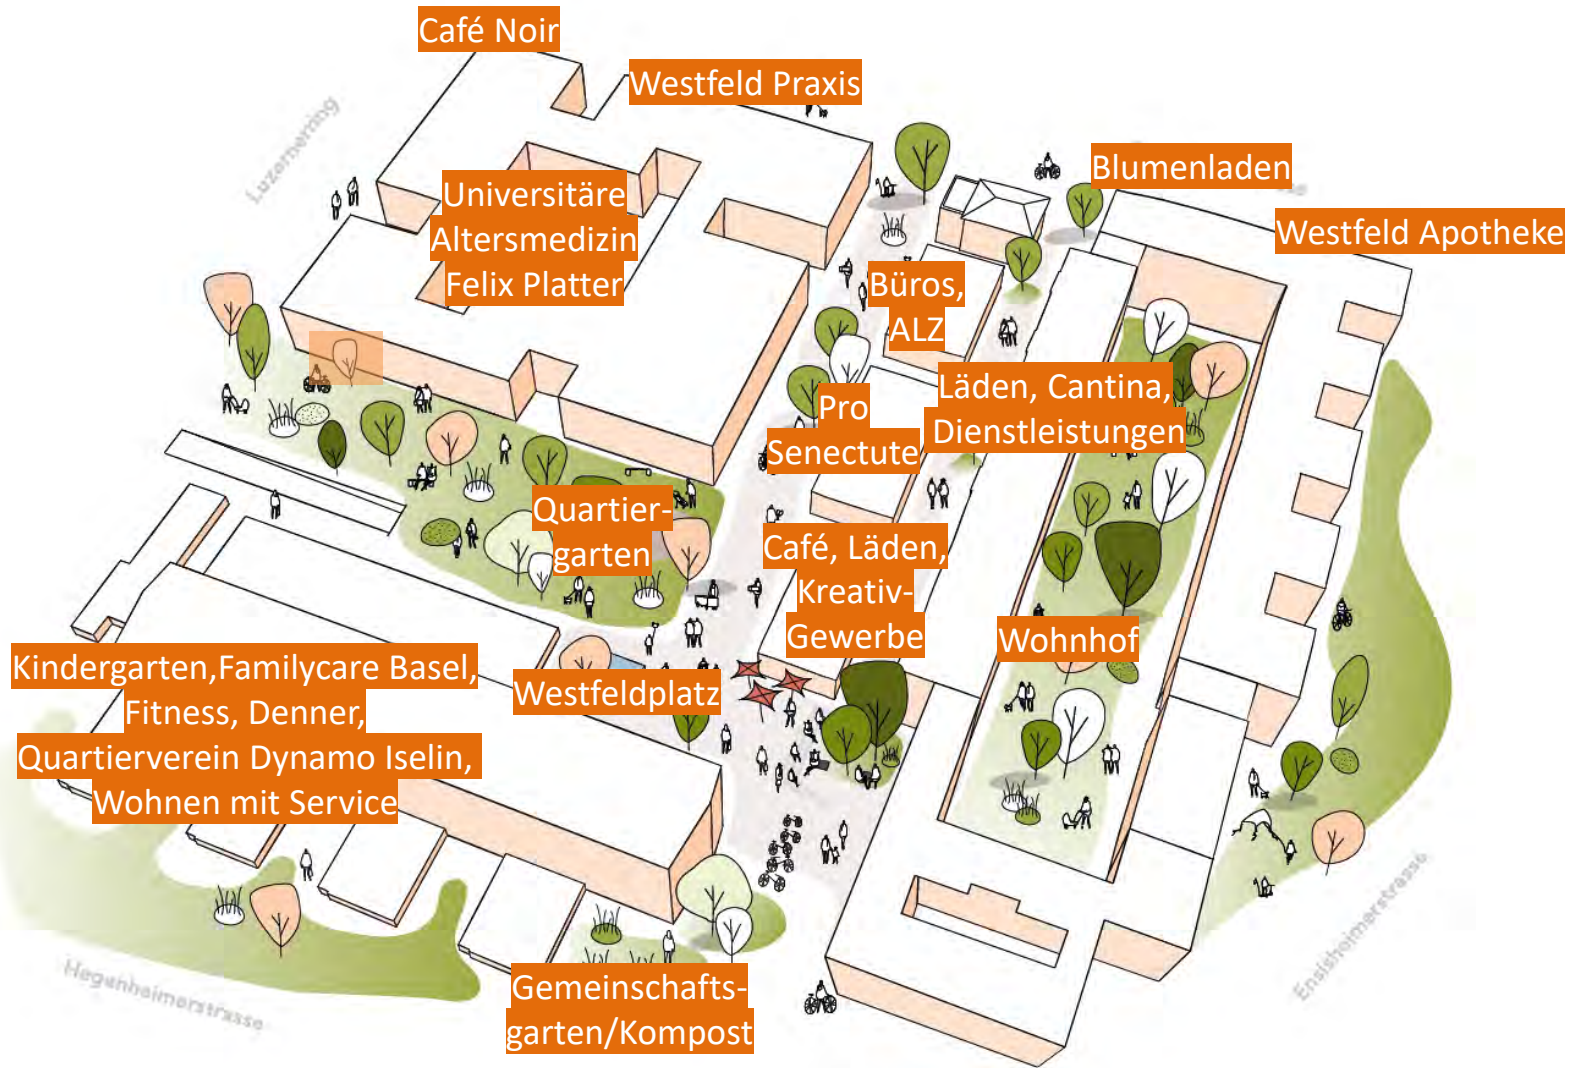 Café Noir
Westfeld Praxis
Luzernerring
Blumenladen
Universitäre
Altersmedizin
Felix Platter
Westfeld Apotheke
Büros,
ALZ
Läden, Cantina,
Dienstleistungen
Pro
Senectute
Quartier-
garten
Café, Läden,
Kreativ-
Gewerbe
Wohnhof
Kindergarten,Familycare Basel,
Fitness, Denner,
Quartierverein Dynamo Iselin,
Wohnen mit Service
Westfeldplatz
Ensisheimerstrasse
Hegenheimerstrasse
Gemeinschafts-
garten/Kompost